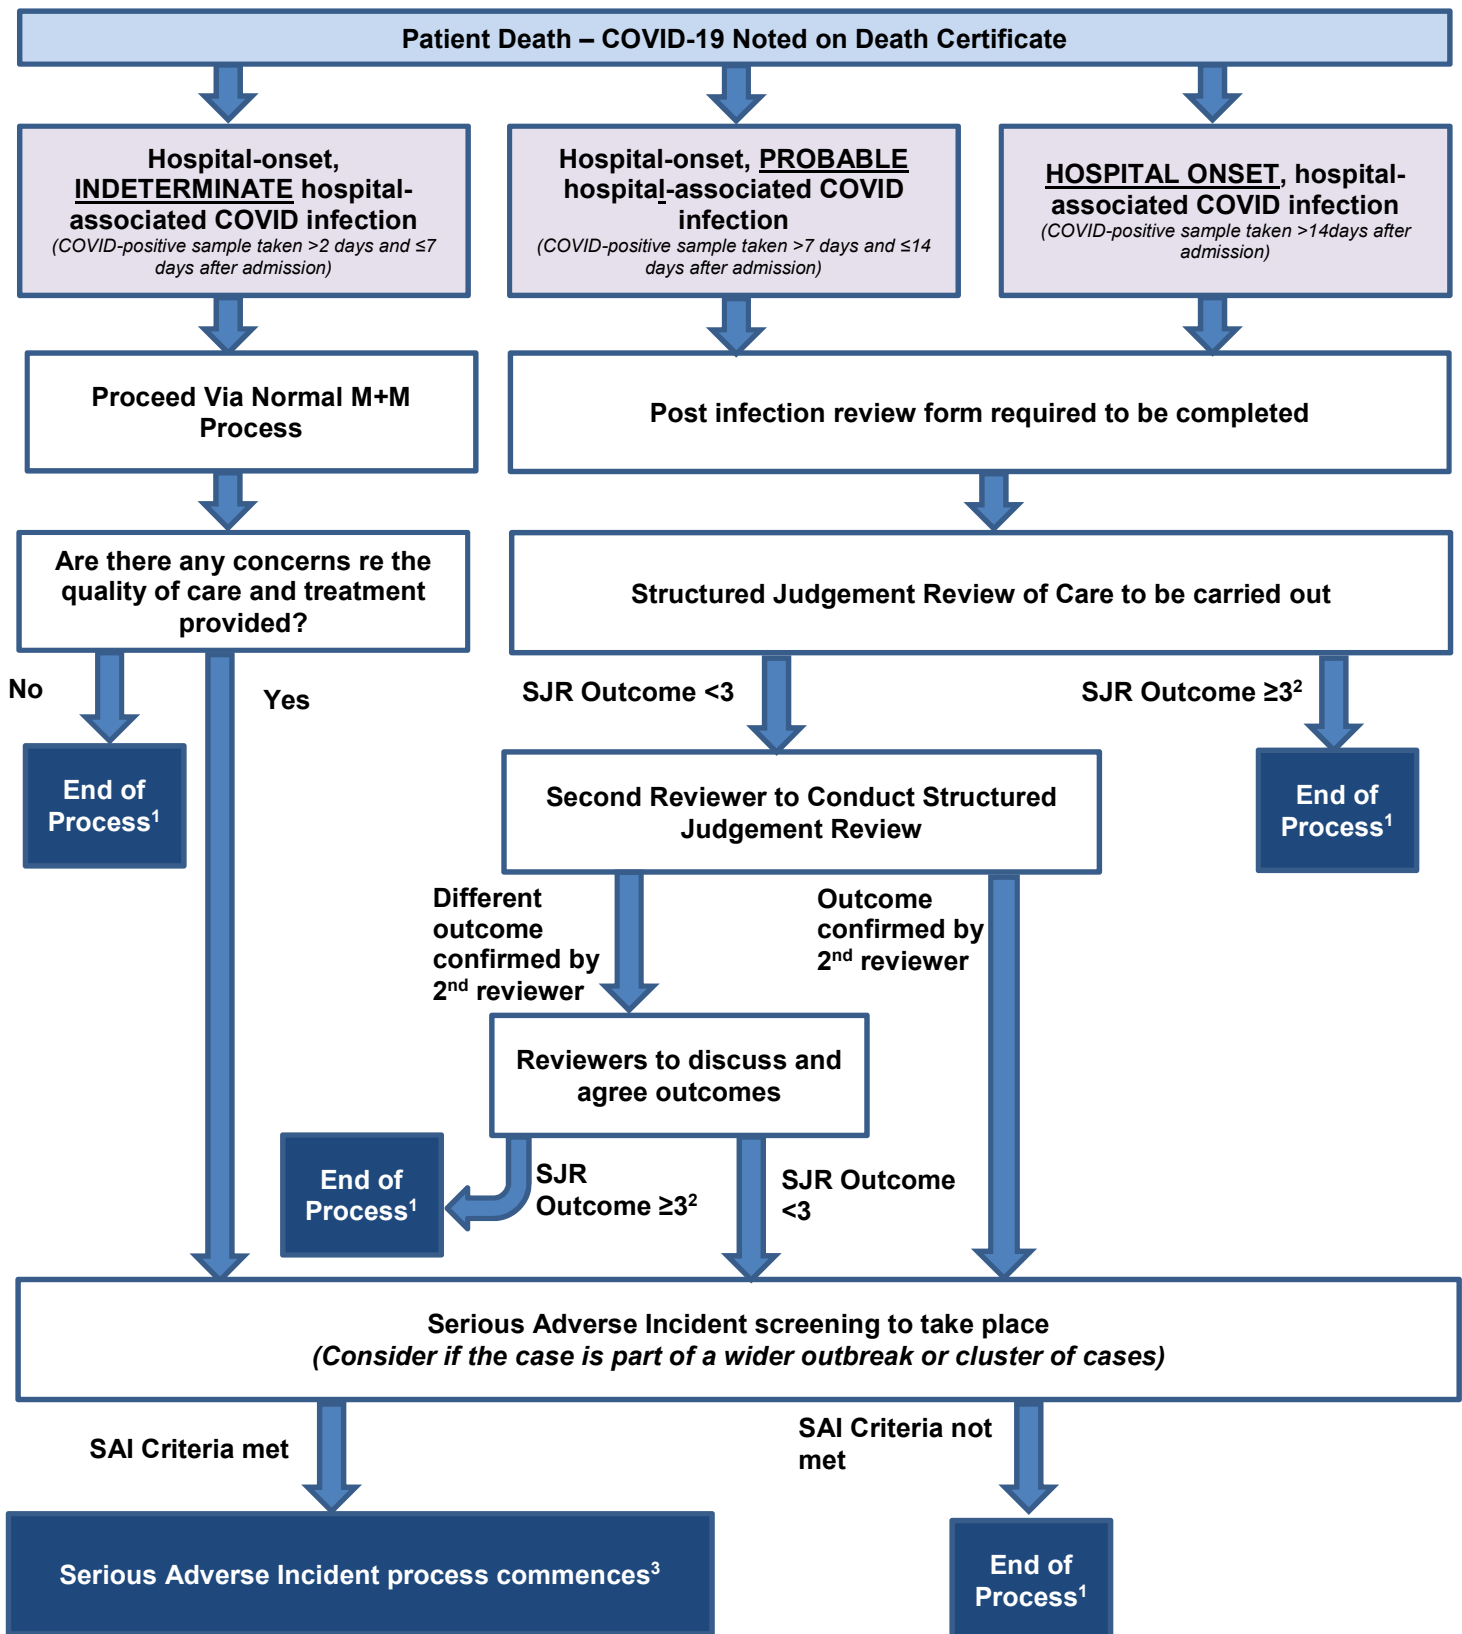 Patient Death – COVID-19 Noted on Death Certificate
Hospital-onset,
INDETERMINATE hospital-
associated COVID infection
(COVID-positive sample taken >2 days and ≤7
days after admission)
Hospital-onset, PROBABLE
hospital-associated COVID
infection
(COVID-positive sample taken >7 days and ≤14
days after admission)
HOSPITAL ONSET, hospital-
associated COVID infection
(COVID-positive sample taken >14days after
admission)
Proceed Via Normal M+M
Process
Post infection review form required to be completed
Are there any concerns re the
quality of care and treatment
provided?
Structured Judgement Review of Care to be carried out
No
Yes
SJR Outcome <3
SJR Outcome ≥3²
End of
Process¹
Second Reviewer to Conduct Structured
Judgement Review
End of
Process¹
Different
outcome
confirmed by
2nd reviewer
Outcome
confirmed by
2nd reviewer
Reviewers to discuss and
agree outcomes
End of
Process¹
SJR
Outcome ≥3²
SJR Outcome
<3
Serious Adverse Incident screening to take place
(Consider if the case is part of a wider outbreak or cluster of cases)
SAI Criteria met
SAI Criteria not
met
Serious Adverse Incident process commences³
End of
Process¹